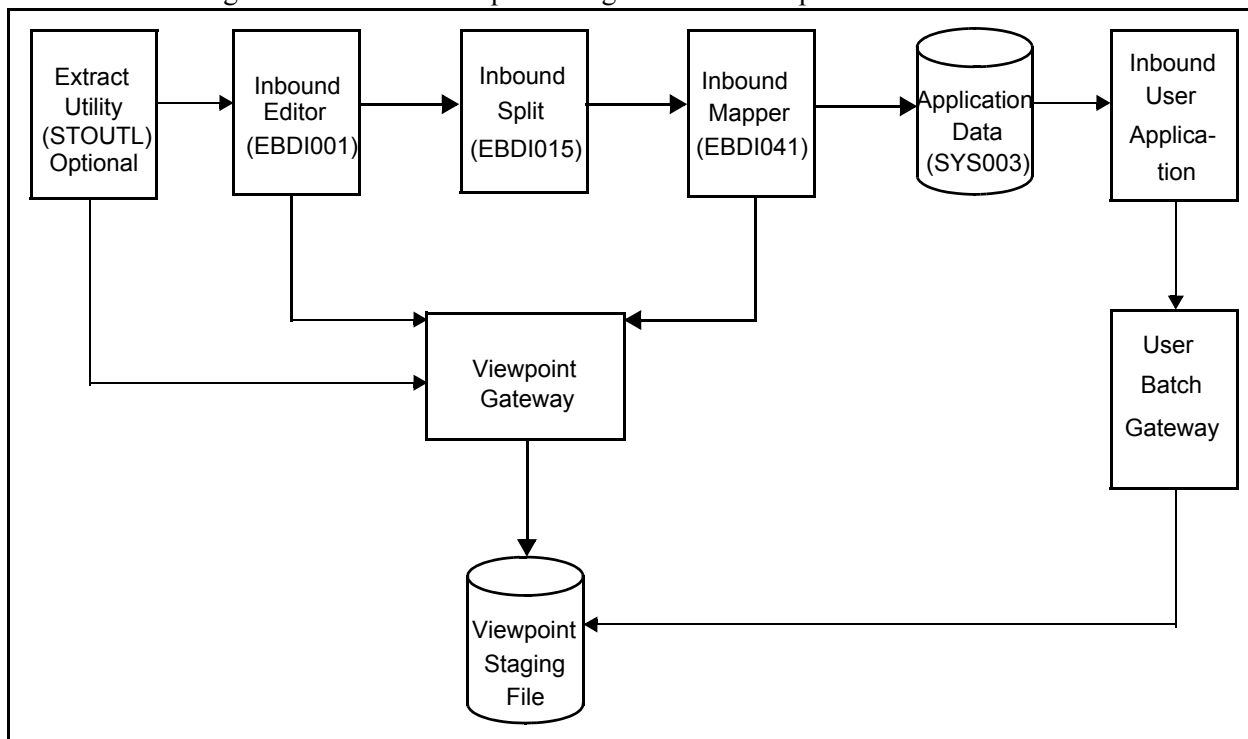 Extract
Utility
(STOUTL)
Optional
Inbound
Editor
(EBDI001)
Inbound
Split
(EBDI015)
Inbound
Mapper
(EBDI041)
Application
Data
(SYS003)
Inbound
User
Applica-
tion
Viewpoint
Gateway
User
Batch
Gateway
Viewpoint
Staging
File